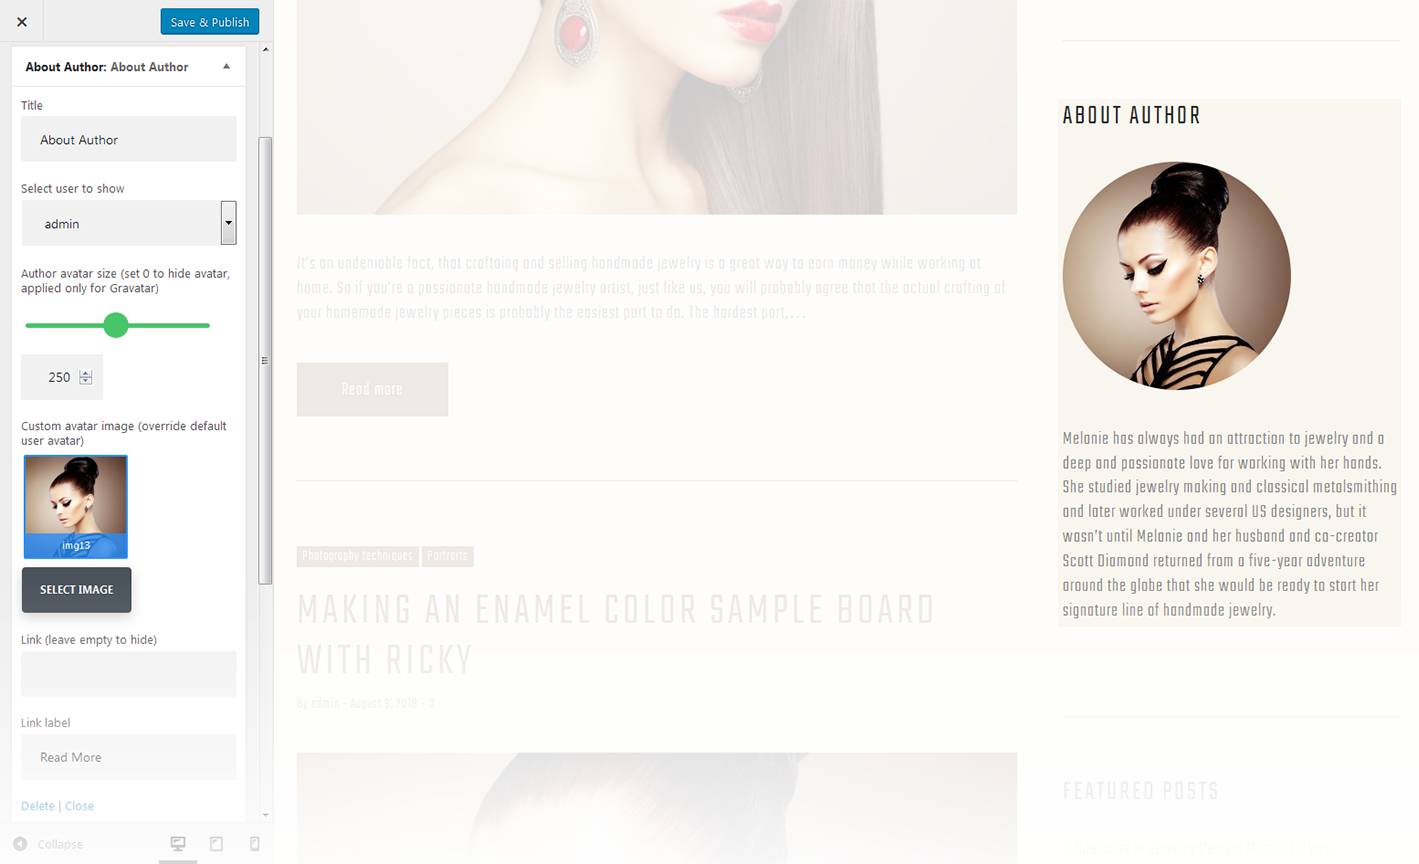 Save & Publish
About Author: About Author
Title
About Author
Select user to show
admin
Author avatar size (set 0 to hide avatar,
applied only for Gravatar)
250
Custom avatar image (override default
user avatar)
img13
SELECT IMAGE
Link (leave empty to hide)
Link label
Read More
Delete | Close
Collapse
It's an undeniable fact, that crafting and selling handmade jewelry is a great way to earn money while working at
home. So if you're a passionate handmade jewelry artist, just like us, you will probably agree that the actual crafting of
your homemade jewelry pieces is probably the easiest part to do. The hardest part....
Read more
Photography techniques Portraits
MAKING AN ENAMEL COLOR SAMPLE BOARD
WITH RICKY
By admin - August 9, 2016 - 0
ABOUT AUTHOR
Melanie has always had an attraction to jewelry and a
deep and passionate love for working with her hands.
She studied jewelry making and classical metalsmithing
and later worked under several US designers, but it
wasn't until Melanie and her husband and co-creator
Scott Diamond returned from a five-year adventure
around the globe that she would be ready to start her
signature line of handmade jewelry.
FEATURED POSTS